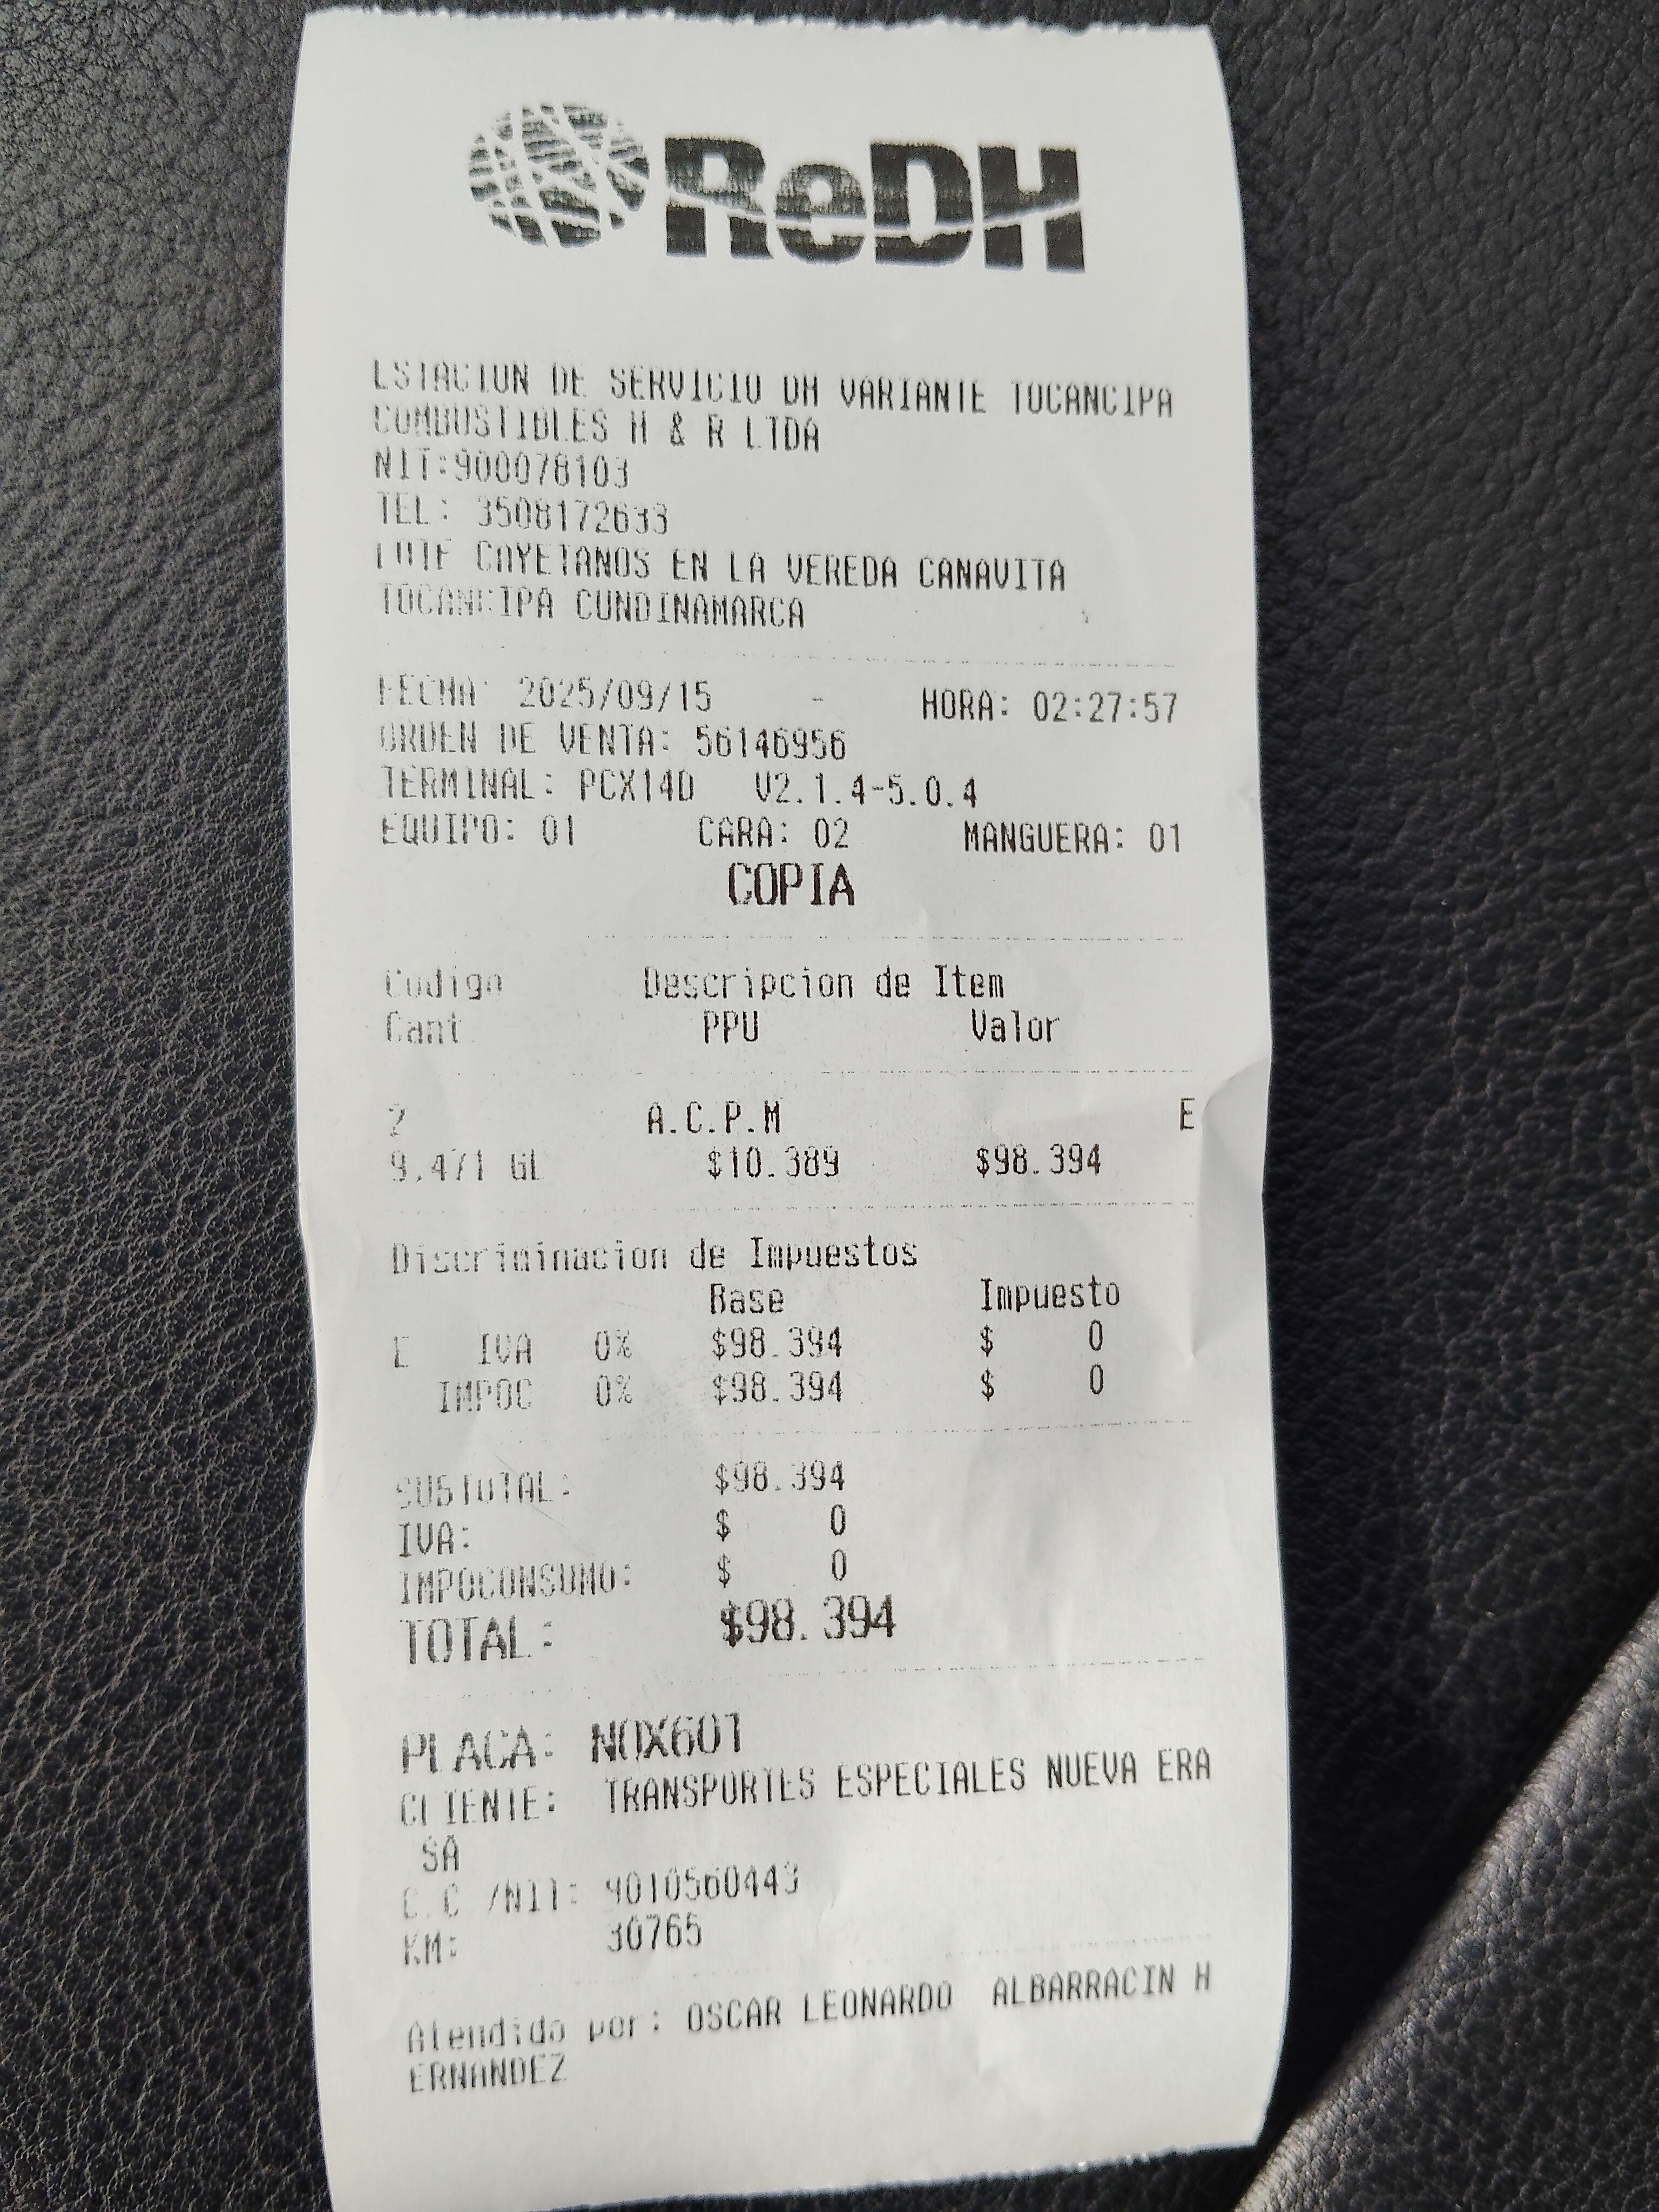 ReDH
ESTACION DE SERVICIO DH VARIANTE TOCANCIPA
COMBUSTIBLES H & R LTDA
NIT:900078103
TEL: 3508172633
LOTE CAYETANOS EN LA VEREDA CANAVITA
TOCANCIPA CUNDINAMARCA
FECHA: 2025/09/15 - HORA: 02:27:57
ORDEN DE VENTA: 56146956
TERMINAL: PCX14D V2.1.4-5.0.4
EQUIPO: 01 CARA: 02 MANGUERA: 01
COPIA
Codigo Descripcion de Item
Cant PPU Valor
2 A.C.P.M E
9.471 GL $10.389 $98.394
Discriminacion de Impuestos
Base Impuesto
E IVA 0% $98.394 $ 0
IMPOC 0% $98.394 $ 0
SUBTOTAL: $98.394
IVA: $ 0
IMPOCONSUMO: $ 0
TOTAL: $98.394
PLACA: NOX601
CLIENTE: TRANSPORTES ESPECIALES NUEVA ERA
SA
C.C /NIT: 9010560443
KM: 30765
Atendido por: OSCAR LEONARDO ALBARRACIN H
ERNANDEZ